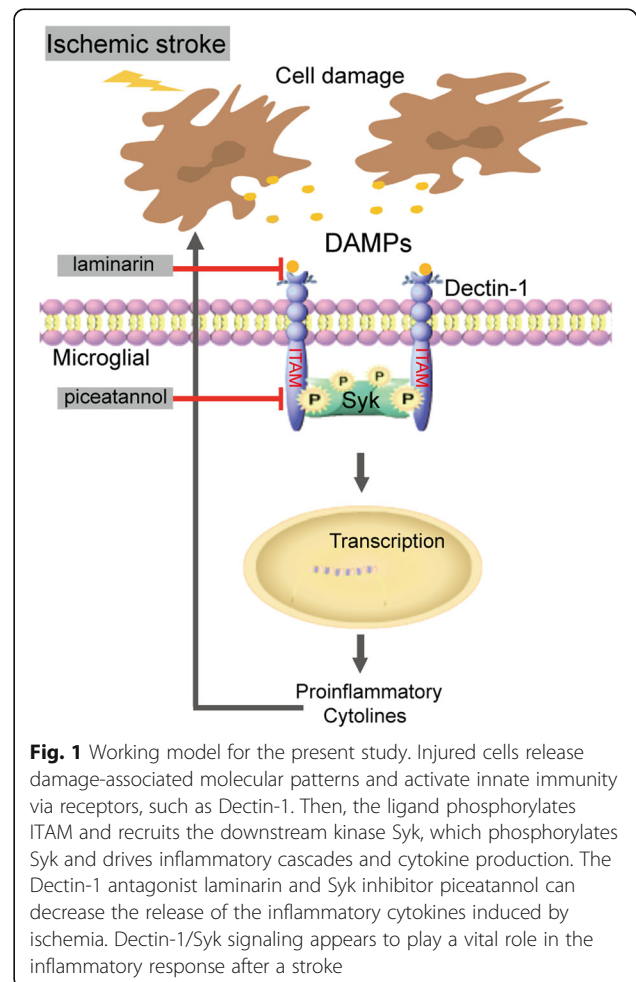 Ischemic stroke
Cell damage
DAMPs
laminarin
Dectin-1
Microglial
ITAM
ITAM
piceatannol
P
P
P
P
P
Syk
Transcription
Proinflammatory
Cytolines
Fig. 1 Working model for the present study. Injured cells release
damage-associated molecular patterns and activate innate immunity
via receptors, such as Dectin-1. Then, the ligand phosphorylates
ITAM and recruits the downstream kinase Syk, which phosphorylates
Syk and drives inflammatory cascades and cytokine production. The
Dectin-1 antagonist laminarin and Syk inhibitor piceatannol can
decrease the release of the inflammatory cytokines induced by
ischemia. Dectin-1/Syk signaling appears to play a vital role in the
inflammatory response after a stroke